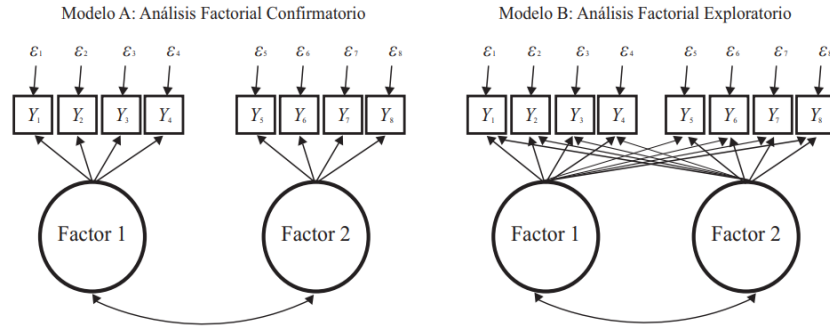 Modelo A: Análisis Factorial Confirmatorio
ε1 ε2 ε3 ε4 ε5 ε6 ε7 ε8
Y1 Y2 Y3 Y4 Y5 Y6 Y7 Y8
Factor 1 Factor 2
Modelo B: Análisis Factorial Exploratorio
ε1 ε2 ε3 ε4 ε5 ε6 ε7
Y1 Y2 Y3 Y4 Y5 Y6 Y7 Y8
Factor 1 Factor 2